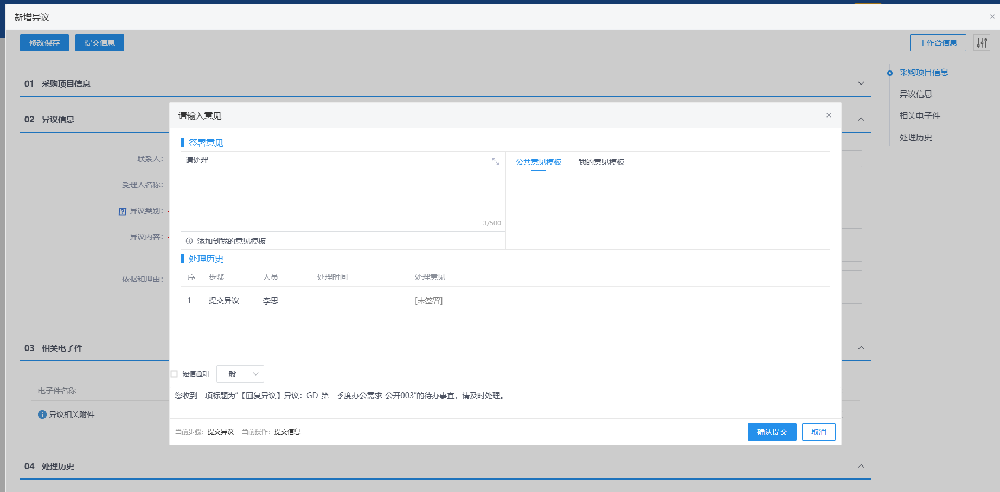 新增异议
修改保存 提交信息 工作台信息
采购项目信息
异议信息
相关电子件
处理历史
01 采购项目信息
02 异议信息
联系人：
受理人名称：
异议类别：
异议内容：
依据和理由：
请输入意见
签署意见
请处理
3/500
添加到我的意见模板
公共意见模板 我的意见模板
处理历史
序 步骤 人员 处理时间 处理意见
1 提交异议 李思 -- [未签署]
短信通知 一般
您收到一项标题为“【回复异议】异议：GD-第一季度办公需求-公开003”的待办事宜，请及时处理。
当前步骤：提交异议 当前操作：提交信息
确认提交 取消
03 相关电子件
电子件名称
异议相关附件
04 处理历史